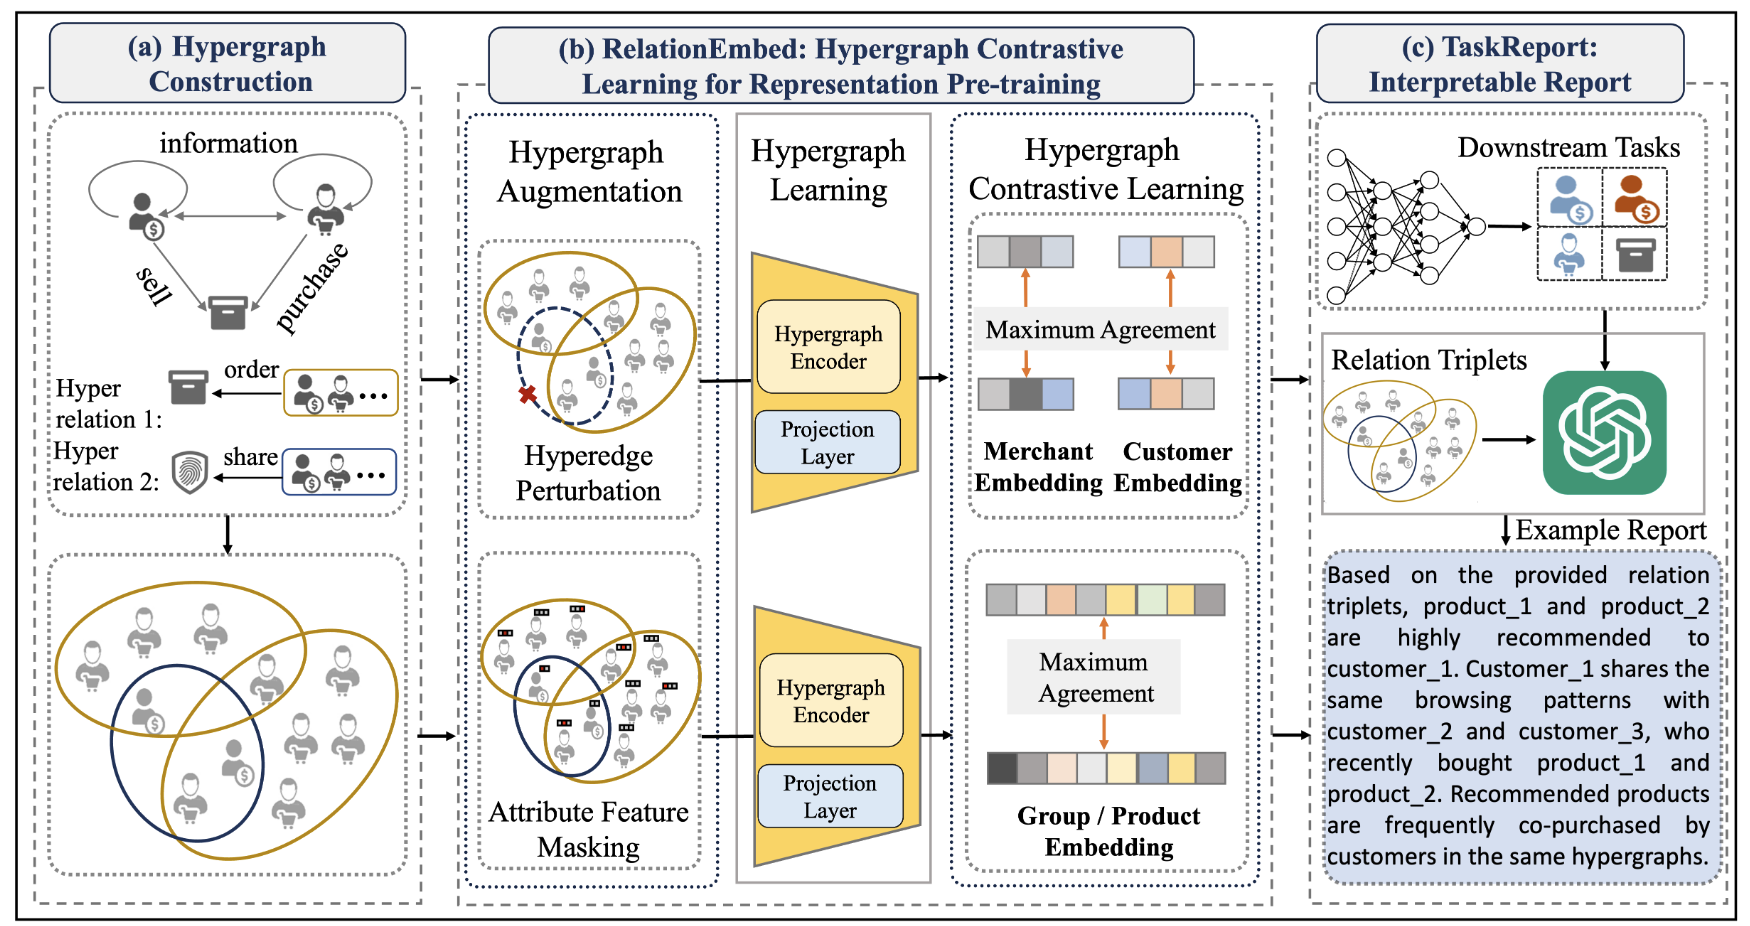 (a) Hypergraph
Construction
information
sell
purchase
order
Hyper
relation 1:
share
Hyper
relation 2:
(b) RelationEmbed: Hypergraph Contrastive
Learning for Representation Pre-training
Hypergraph
Augmentation
Hyperedge
Perturbation
Attribute Feature
Masking
Hypergraph
Learning
Hypergraph
Encoder
Projection
Layer
Hypergraph
Encoder
Projection
Layer
Hypergraph
Contrastive Learning
Maximum Agreement
Merchant
Embedding
Customer
Embedding
Maximum
Agreement
Group / Product
Embedding
(c) TaskReport:
Interpretable Report
Downstream Tasks
Relation Triplets
Example Report
Based on the provided relation
triplets, product_1 and product_2
are highly recommended to
customer_1. Customer_1 shares the
same browsing patterns with
customer_2 and customer_3, who
recently bought product_1 and
product_2. Recommended products
are frequently co-purchased by
customers in the same hypergraphs.